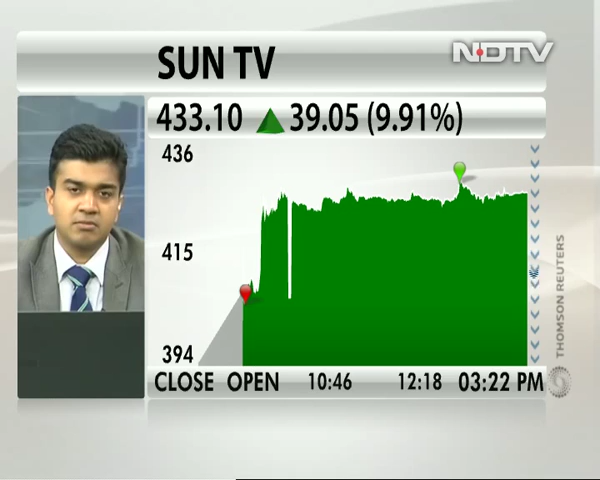 SUN TV
NDTV
433.10 ▲ 39.05 (9.91%)
436
415
394
CLOSE OPEN 10:46 12:18 03:22 PM
THOMSON REUTERS